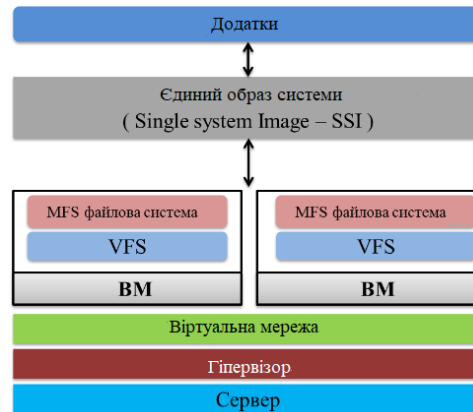 Додатки
Єдиний образ системи
( Single system Image – SSI )
MFS файлова система
VFS
ВМ
MFS файлова система
VFS
ВМ
Віртуальна мережа
Гіпервізор
Сервер